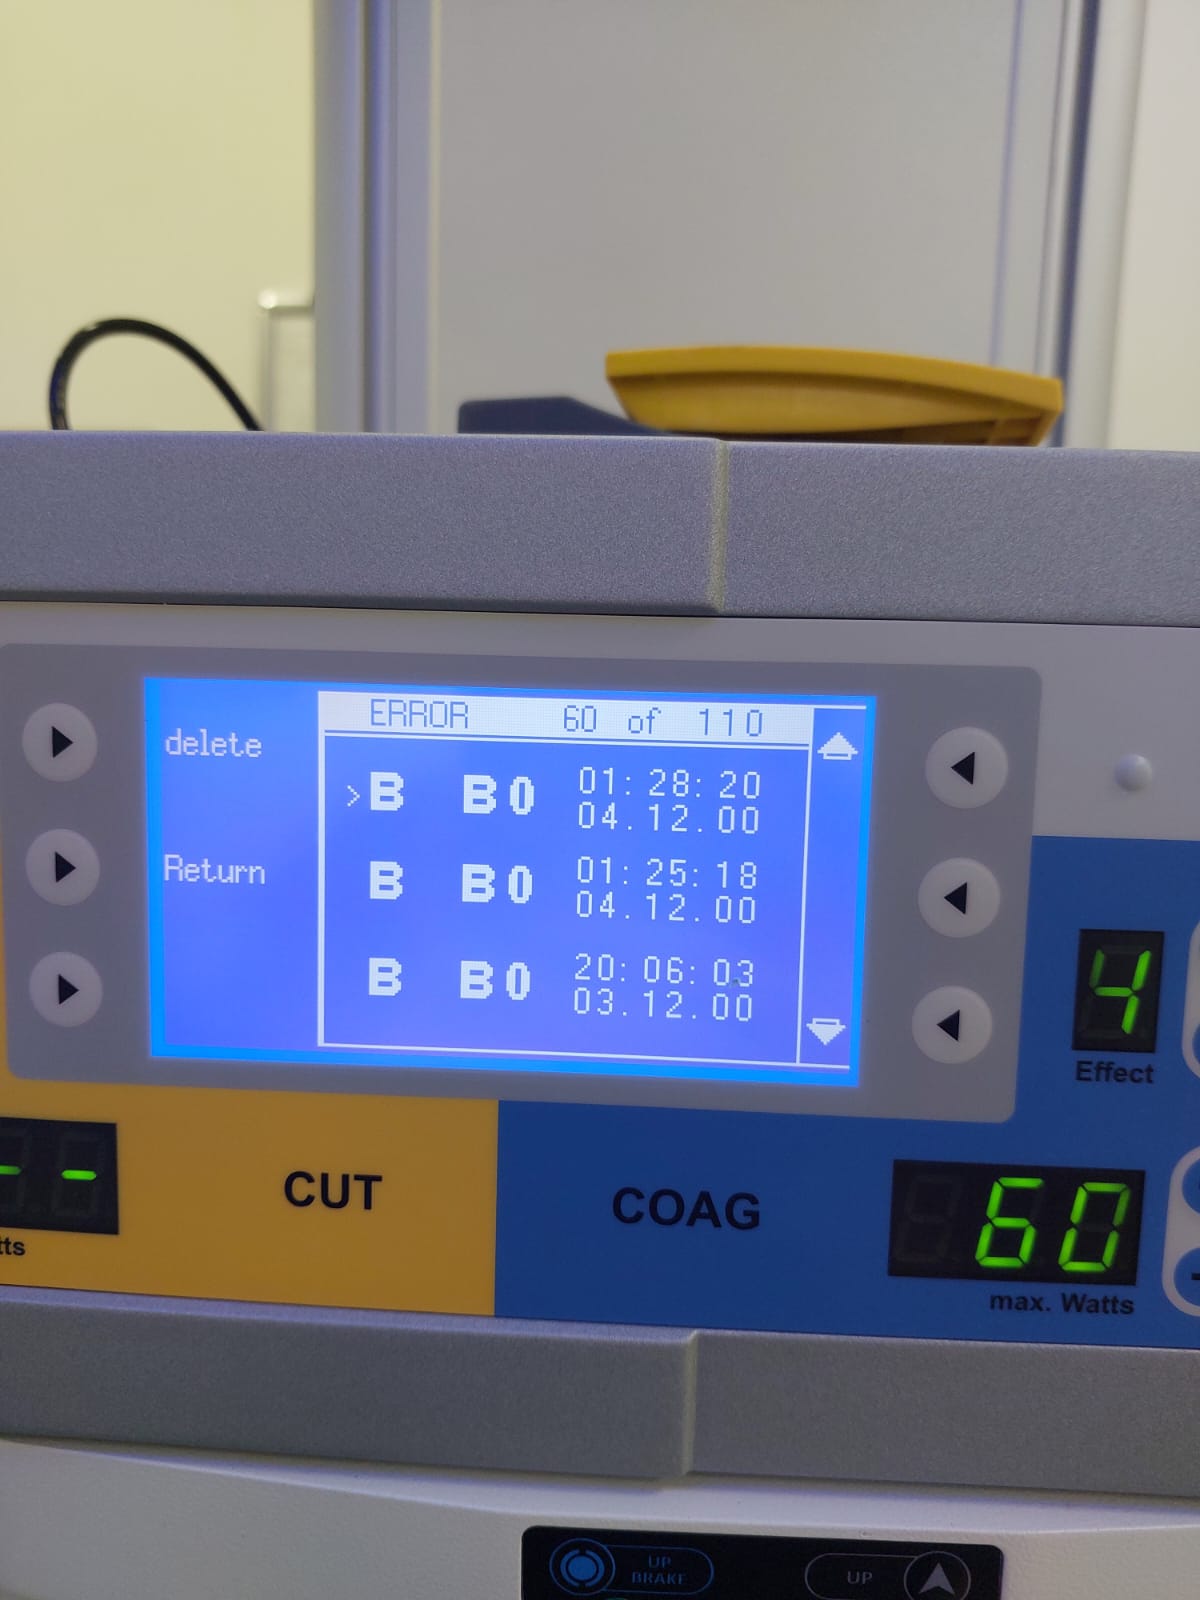 delete
Return
ERROR 60 of 110
>B B0 01:28:20
04.12.00
B B0 01:25:18
04.12.00
B B0 20:06:03
03.12.00
4
Effect
- -
tts
CUT
COAG
60
max. Watts
UP
BRAKE
UP